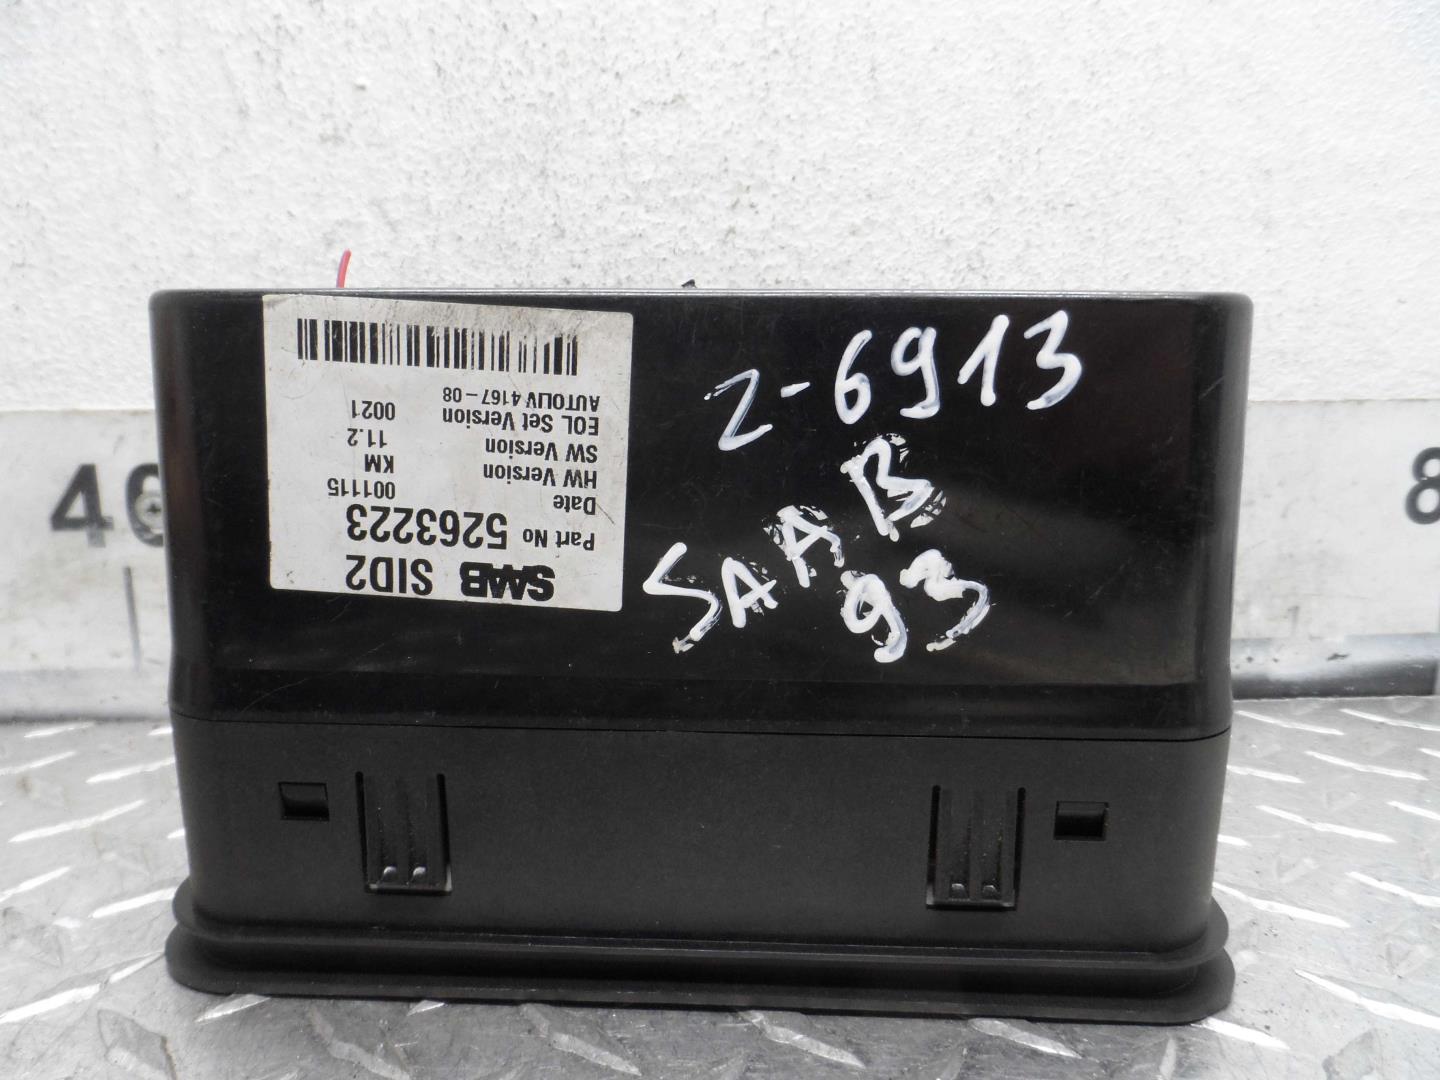 SAAB SID2
Part No 5263223
Date 001115
HW Version KM
SW Version 11.2
EOL Set Version 0021
AUTOLIV 4167-08
2-6913
SAAB
93